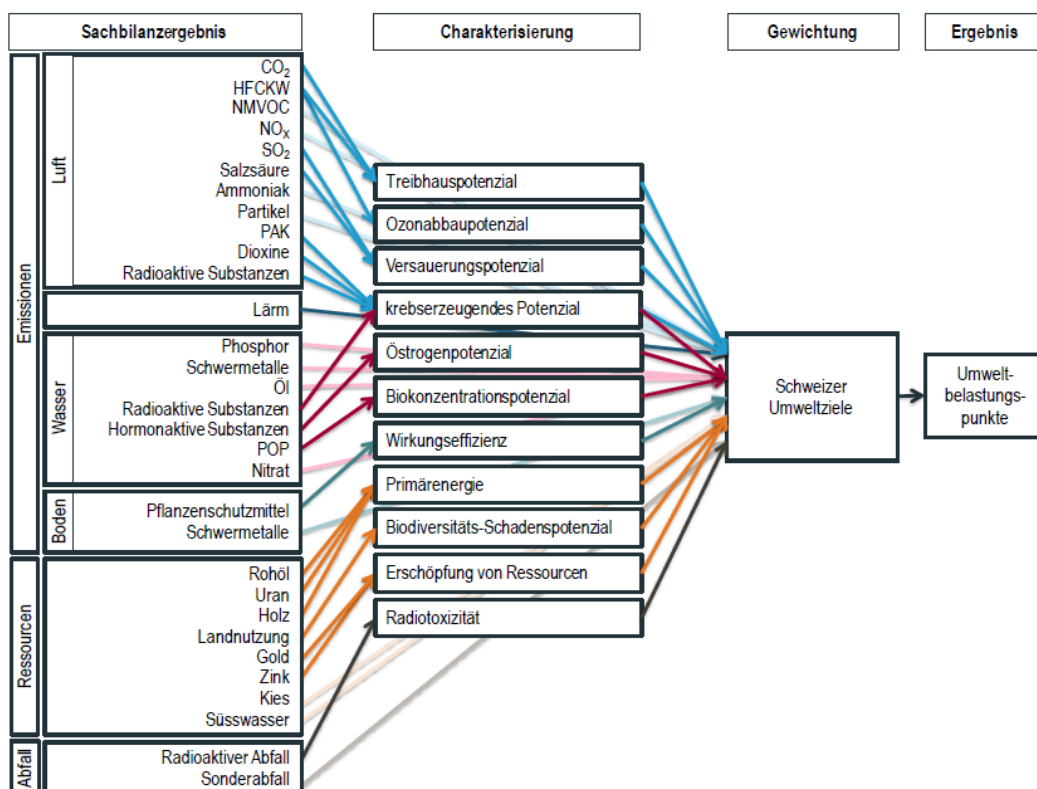 Sachbilanzergebnis
Charakterisierung
Gewichtung
Ergebnis
Emissionen
Luft
CO₂
HFCKW
NMVOC
NOₓ
SO₂
Salzsäure
Ammoniak
Partikel
PAK
Dioxine
Radioaktive Substanzen
Lärm
Wasser
Phosphor
Schwermetalle
Öl
Radioaktive Substanzen
Hormonaktive Substanzen
POP
Nitrat
Boden
Pflanzenschutzmittel
Schwermetalle
Ressourcen
Rohöl
Uran
Holz
Landnutzung
Gold
Zink
Kies
Süsswasser
Abfall
Radioaktiver Abfall
Sonderabfall
Treibhauspotenzial
Ozonabbaupotenzial
Versauerungspotenzial
krebserzeugendes Potenzial
Östrogenpotenzial
Biokonzentrationspotenzial
Wirkungseffizienz
Primärenergie
Biodiversitäts-Schadenspotenzial
Erschöpfung von Ressourcen
Radiotoxizität
Schweizer
Umweltziele
Umwelt-
belastungs-
punkte